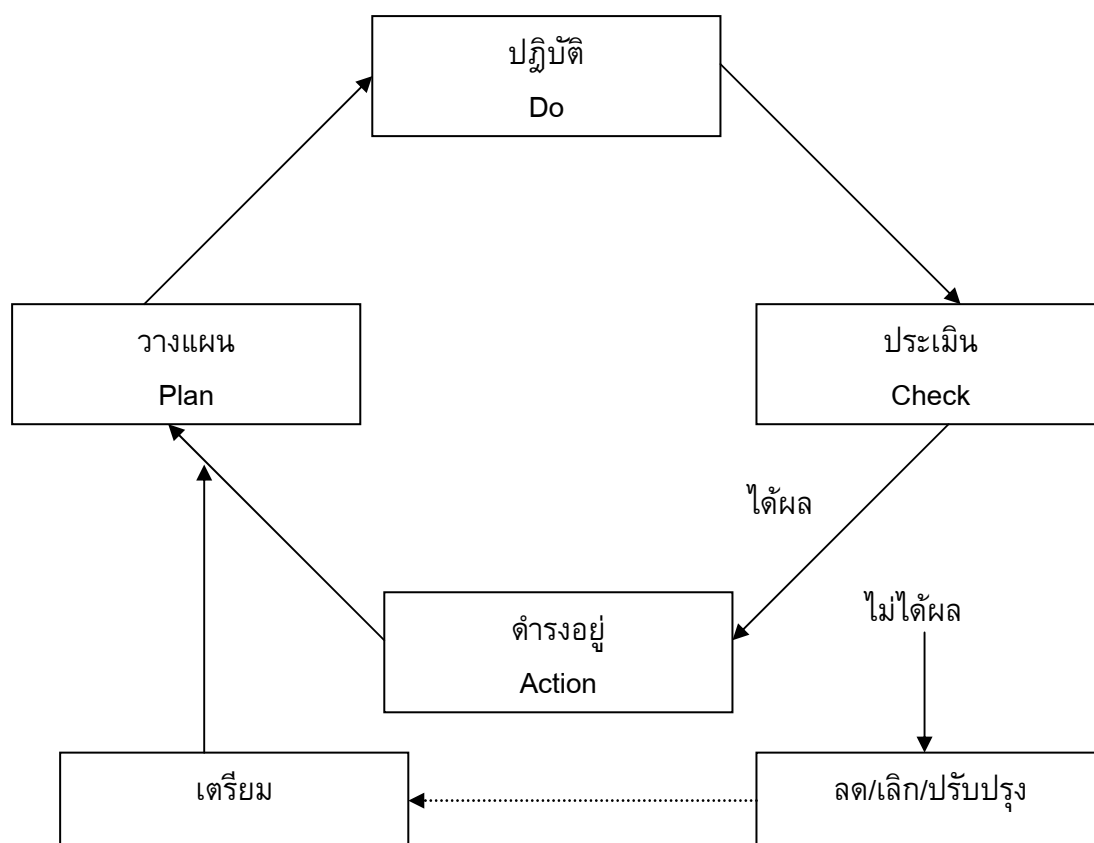 ปฎิบัติ
Do
วางแผน
Plan
ประเมิน
Check
ได้ผล
ไม่ได้ผล
ดำรงอยู่
Action
เตรียม
ลด/เลิก/ปรับปรุง